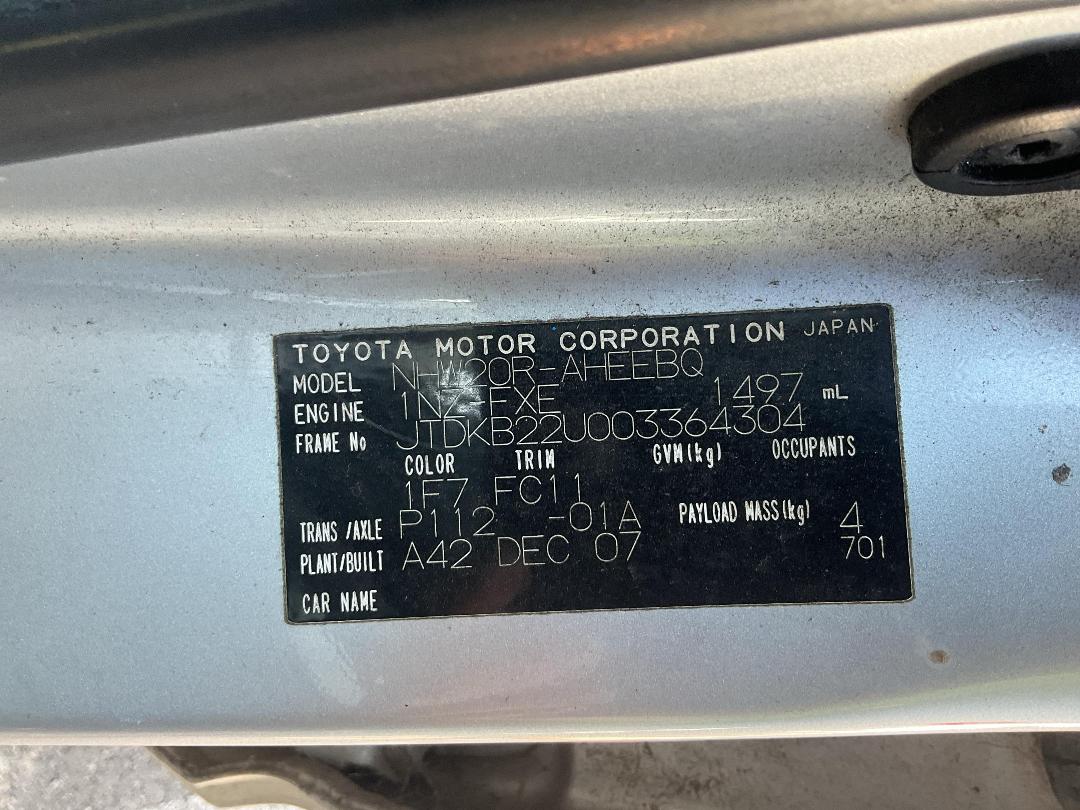 TOYOTA MOTOR CORPORATION JAPAN
MODEL NHW20R-AHEEBQ
ENGINE 1NZ-FXE 1497 mL
FRAME No JTDKB22U003364304
COLOR TRIM GVM(kg) OCCUPANTS
1F7 FC11
TRANS /AXLE P112 -01A PAYLOAD MASS(kg) 4
PLANT/BUILT A42 DEC 07 701
CAR NAME